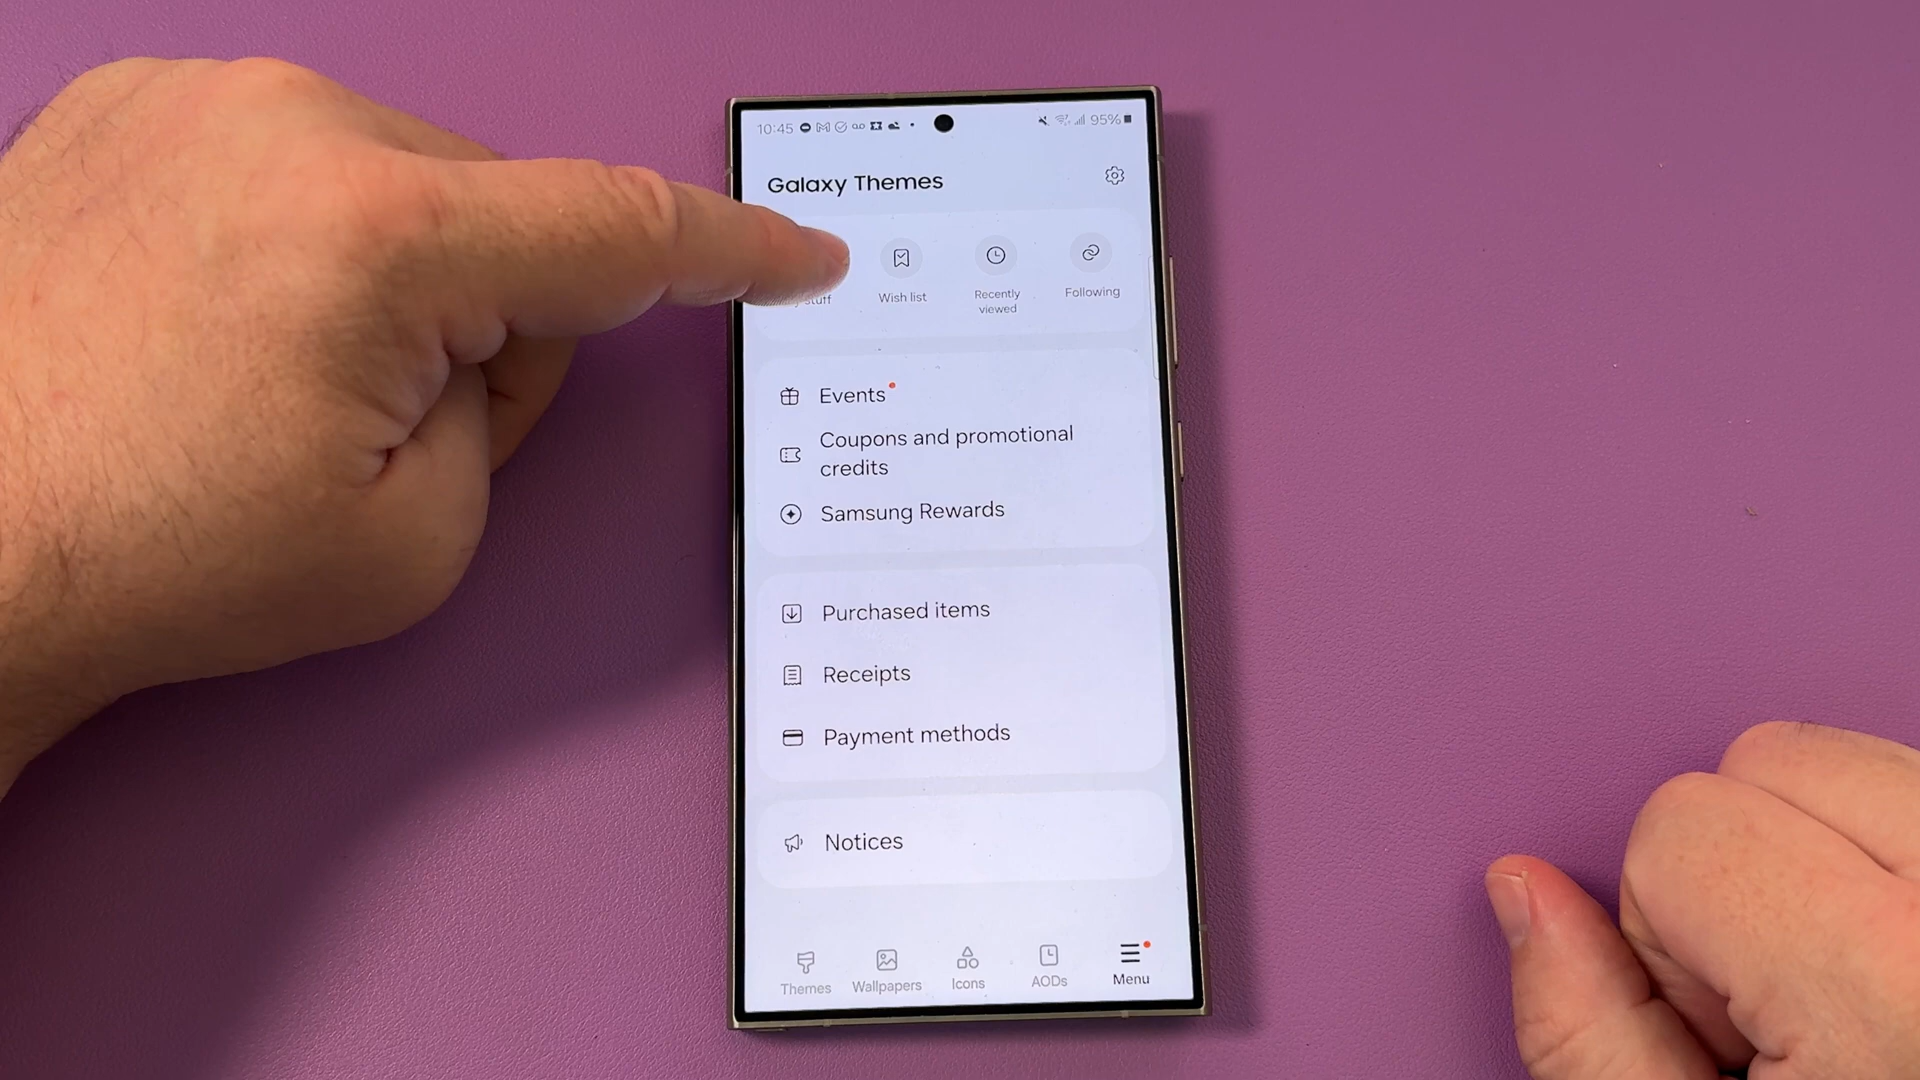 10:45
95%
Galaxy Themes
stuff
Wish list
Recently
viewed
Following
Events
Coupons and promotional
credits
Samsung Rewards
Purchased items
Receipts
Payment methods
Notices
Themes
Wallpapers
Icons
AODs
Menu